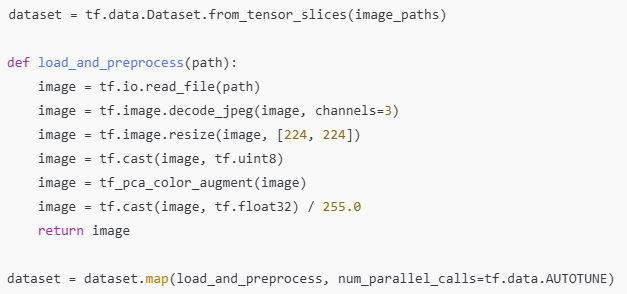 dataset = tf.data.Dataset.from_tensor_slices(image_paths)
def load_and_preprocess(path):
    image = tf.io.read_file(path)
    image = tf.image.decode_jpeg(image, channels=3)
    image = tf.image.resize(image, [224, 224])
    image = tf.cast(image, tf.uint8)
    image = tf_pca_color_augment(image)
    image = tf.cast(image, tf.float32) / 255.0
    return image
dataset = dataset.map(load_and_preprocess, num_parallel_calls=tf.data.AUTOTUNE)